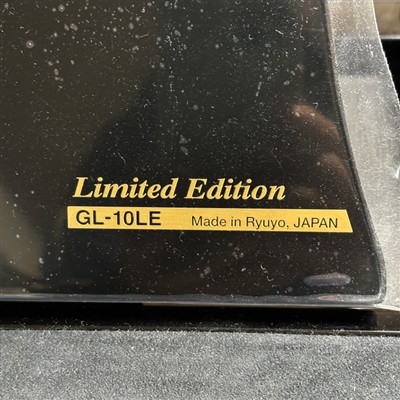 Limited Edition
GL-10LE Made in Ryuyo, JAPAN